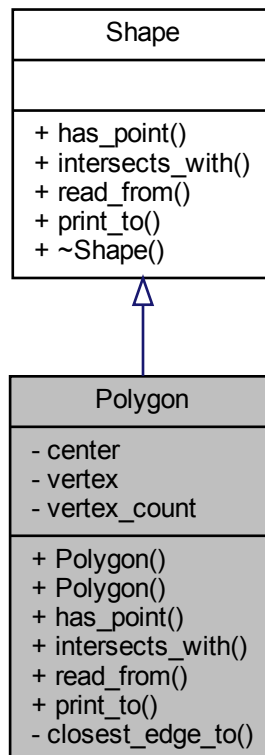 Shape
+ has_point()
+ intersects_with()
+ read_from()
+ print_to()
+ ~Shape()
Polygon
- center
- vertex
- vertex_count
+ Polygon()
+ Polygon()
+ has_point()
+ intersects_with()
+ read_from()
+ print_to()
- closest_edge_to()